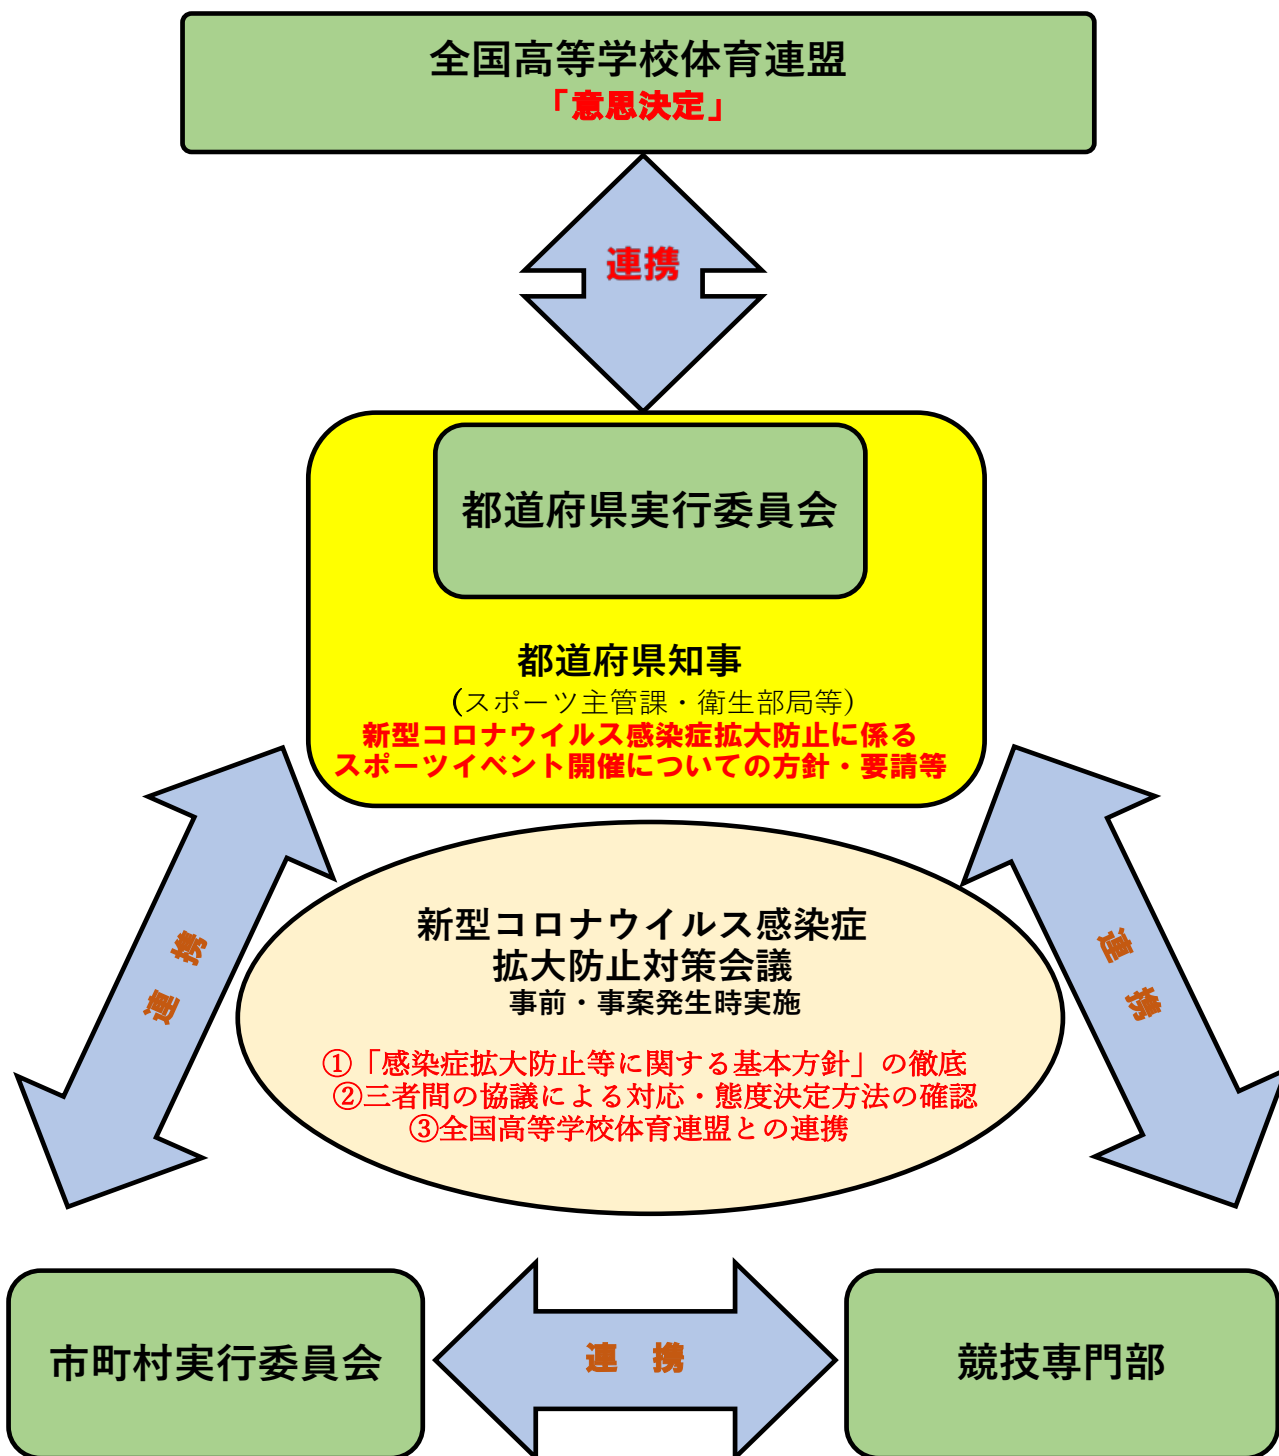 全国高等学校体育連盟
「意思決定」
連携
都道府県実行委員会
都道府県知事
（スポーツ主管課・衛生部局等）
新型コロナウイルス感染症拡大防止に係る
スポーツイベント開催についての方針・要請等
連　携
連　携
新型コロナウイルス感染症
拡大防止対策会議
事前・事案発生時実施
①「感染症拡大防止等に関する基本方針」の徹底
②三者間の協議による対応・態度決定方法の確認
③全国高等学校体育連盟との連携
市町村実行委員会
連　携
競技専門部